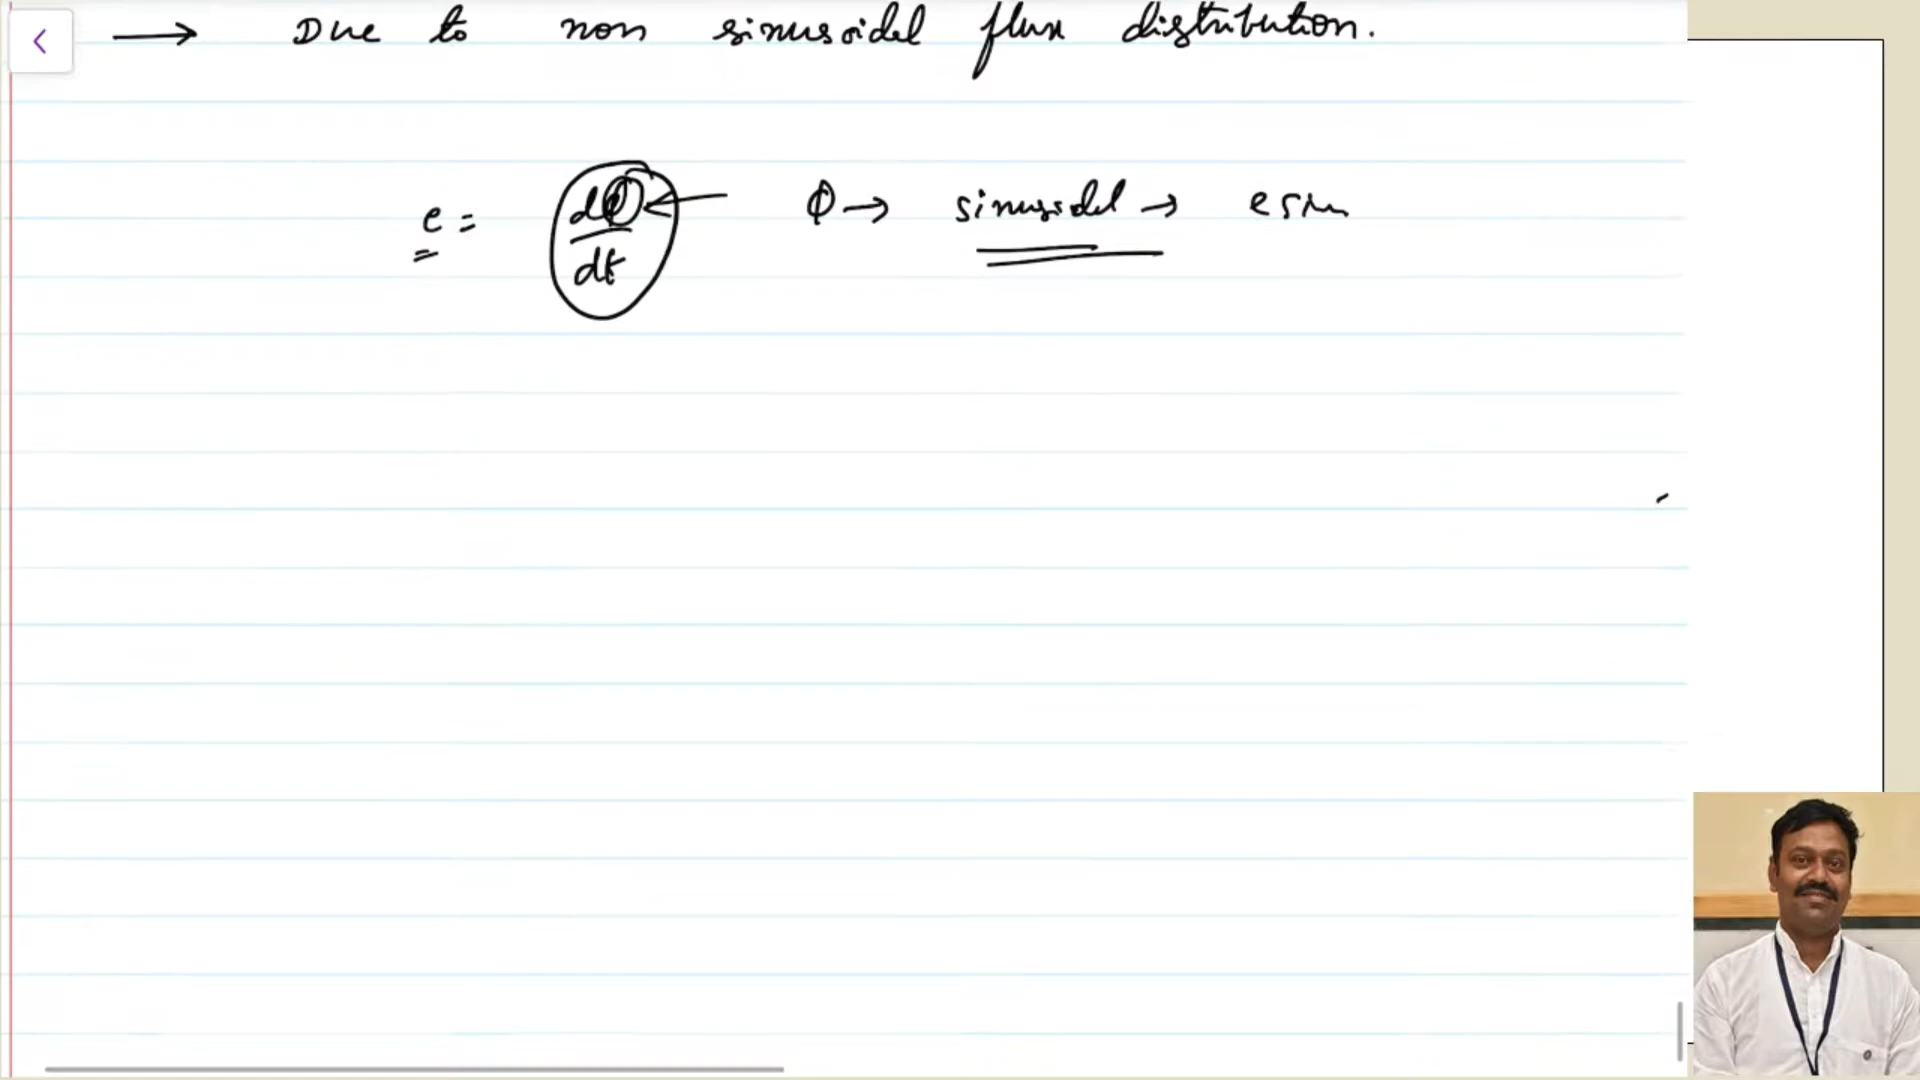 → Due to non sinusoidal flux distribution.
e = dϕ/dt ← ϕ → sinusoidal → e sin